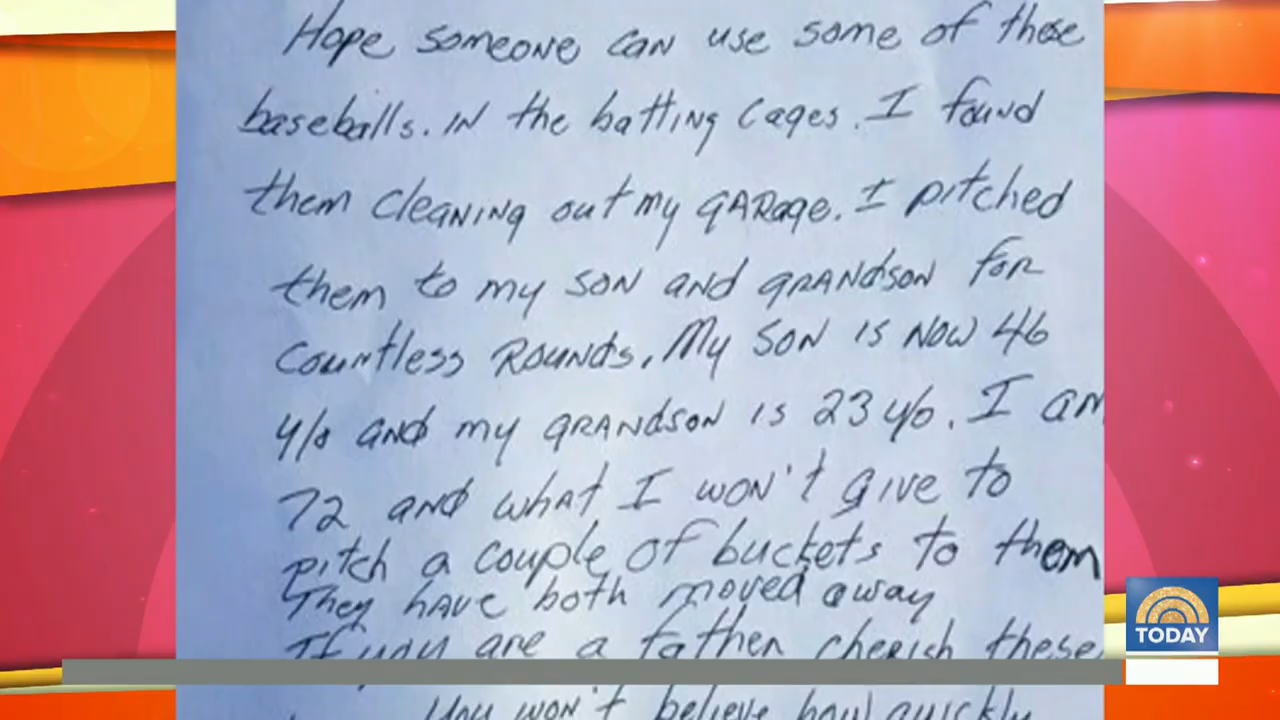 Hope someone can use some of these
baseballs. IN the batting cages. I found
them cleaning out my garage. I pitched
them to my son and grandson for
countless rounds. My son is now 46
y/o and my grandson is 23 y/o. I am
72 and what I won't give to
pitch a couple of buckets to them
They have both moved away
If you are a father cherish these
you won't believe how quickly
TODAY